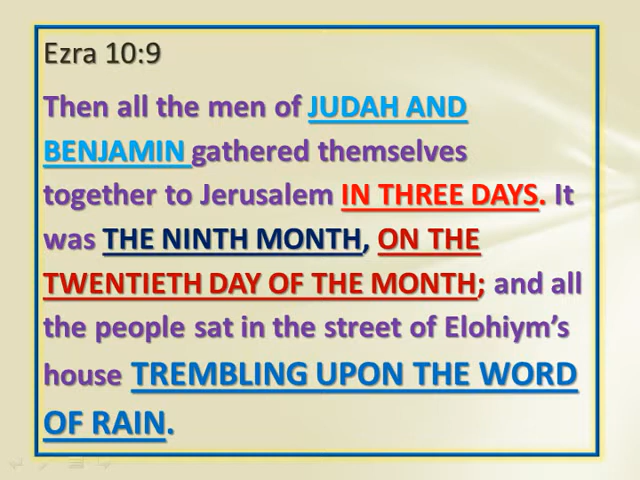 Ezra 10:9
Then all the men of JUDAH AND
BENJAMIN gathered themselves
together to Jerusalem IN THREE DAYS. It
was THE NINTH MONTH, ON THE
TWENTIETH DAY OF THE MONTH; and all
the people sat in the street of Elohiym’s
house TREMBLING UPON THE WORD
OF RAIN.